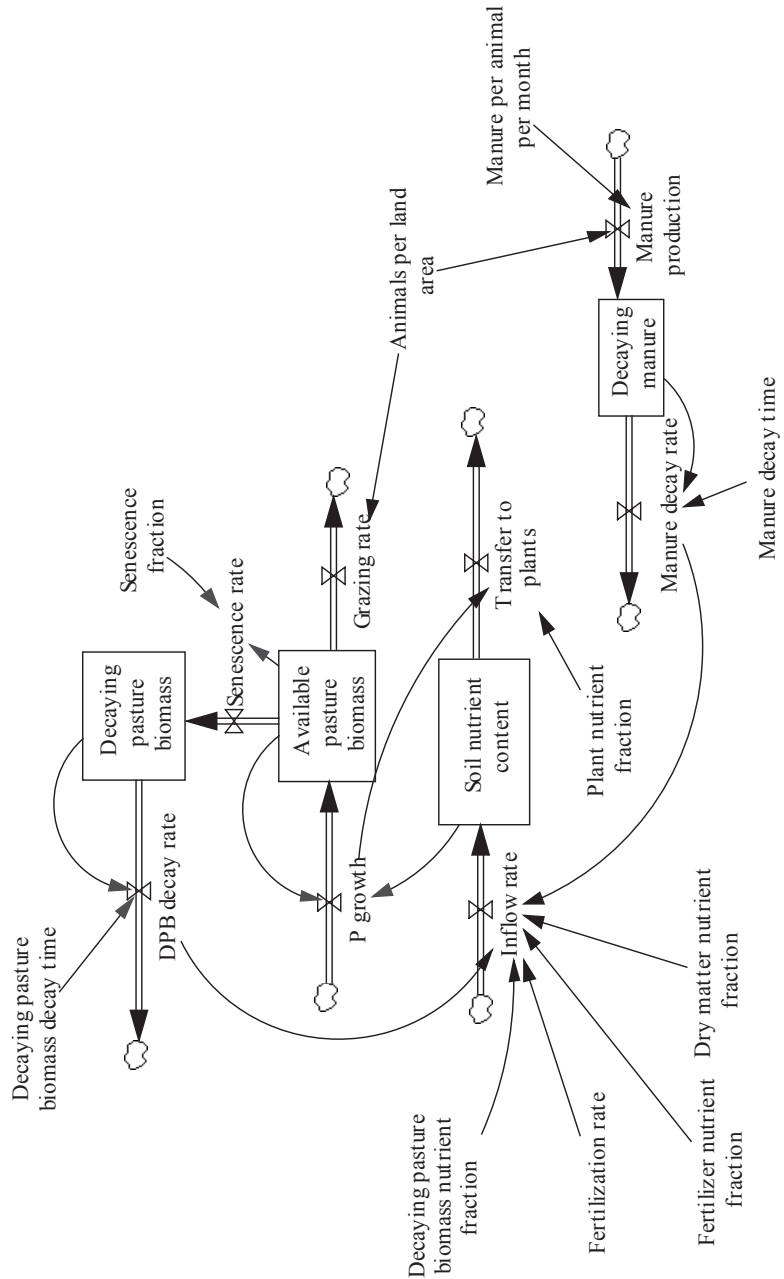 Decaying pasture
biomass decay time
DPB decay rate
Decaying
pasture
biomass
Senescence
fraction
Senescence rate
P growth
Available
pasture
biomass
Grazing rate
Animals per land
area
Decaying pasture
biomass nutrient
fraction
Inflow rate
Soil nutrient
content
Transfer to
plants
Manure per animal
per month
Fertilization rate
Plant nutrient
fraction
Manure decay rate
Decaying
manure
Manure
production
Fertilizer nutrient
fraction
Dry matter nutrient
fraction
Manure decay time